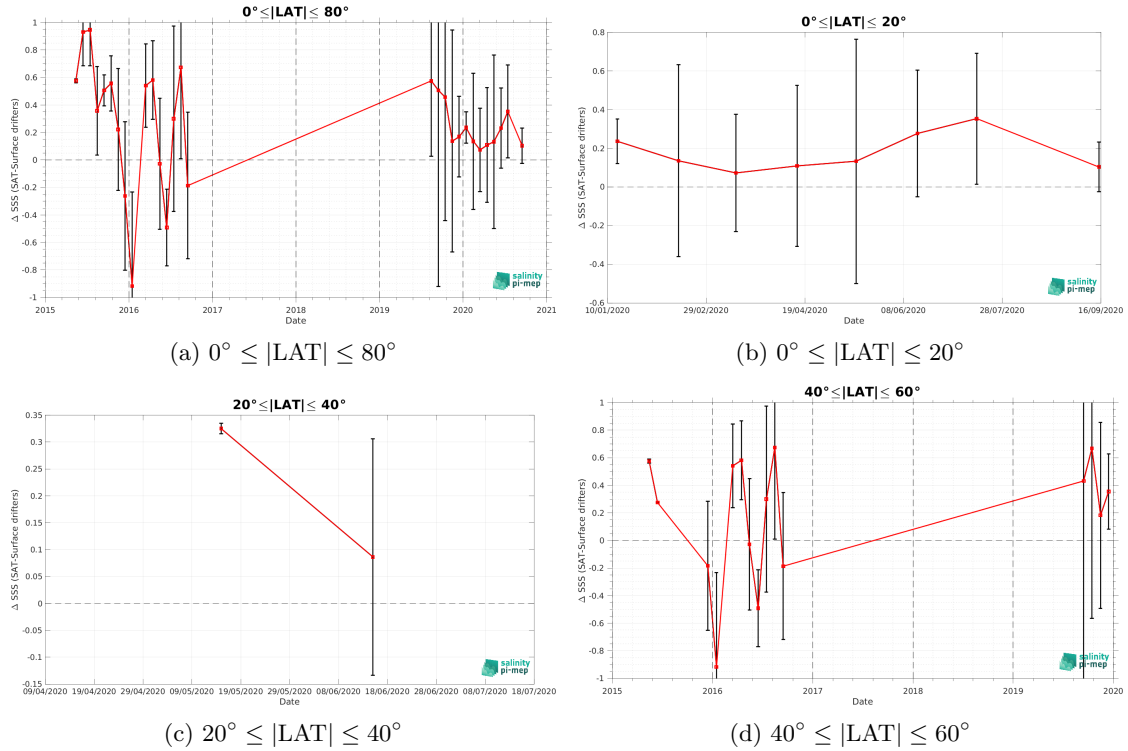 0°≤|LAT|≤ 80°
1
0.8
0.6
0.4
0.2
0
-0.2
-0.4
-0.6
-0.8
-1
Δ SSS (SAT-Surface drifters)
2015 2016 2017 2018 2019 2020 2021
Date
salinity
pi-mep
(a) 0° ≤ |LAT| ≤ 80°
0°≤|LAT|≤ 20°
0.8
0.6
0.4
0.2
0
0.2
0.4
-0.6
Δ SSS (SAT-Surface drifters)
10/01/2020 29/02/2020 19/04/2020 08/06/2020 28/07/2020 16/09/2020
Date
salinity
pi-mep
(b) 0° ≤ |LAT| ≤ 20°
20°≤|LAT|≤ 40°
0.35
0.3
0.25
0.2
0.15
0.1
0.05
0
-0.05
-0.1
-0.15
Δ SSS (SAT-Surface drifters)
09/04/2020 19/04/2020 29/04/2020 09/05/2020 19/05/2020 29/05/2020 08/06/2020 18/06/2020 28/06/2020 08/07/2020 18/07/2020
Date
salinity
pi-mep
(c) 20° ≤ |LAT| ≤ 40°
40°≤|LAT|≤ 60°
1
0.8
0.6
0.4
0.2
0
-0.2
-0.4
-0.6
-0.8
-1
Δ SSS (SAT-Surface drifters)
2015 2016 2017 2018 2019 2020
Date
salinity
pi-mep
(d) 40° ≤ |LAT| ≤ 60°